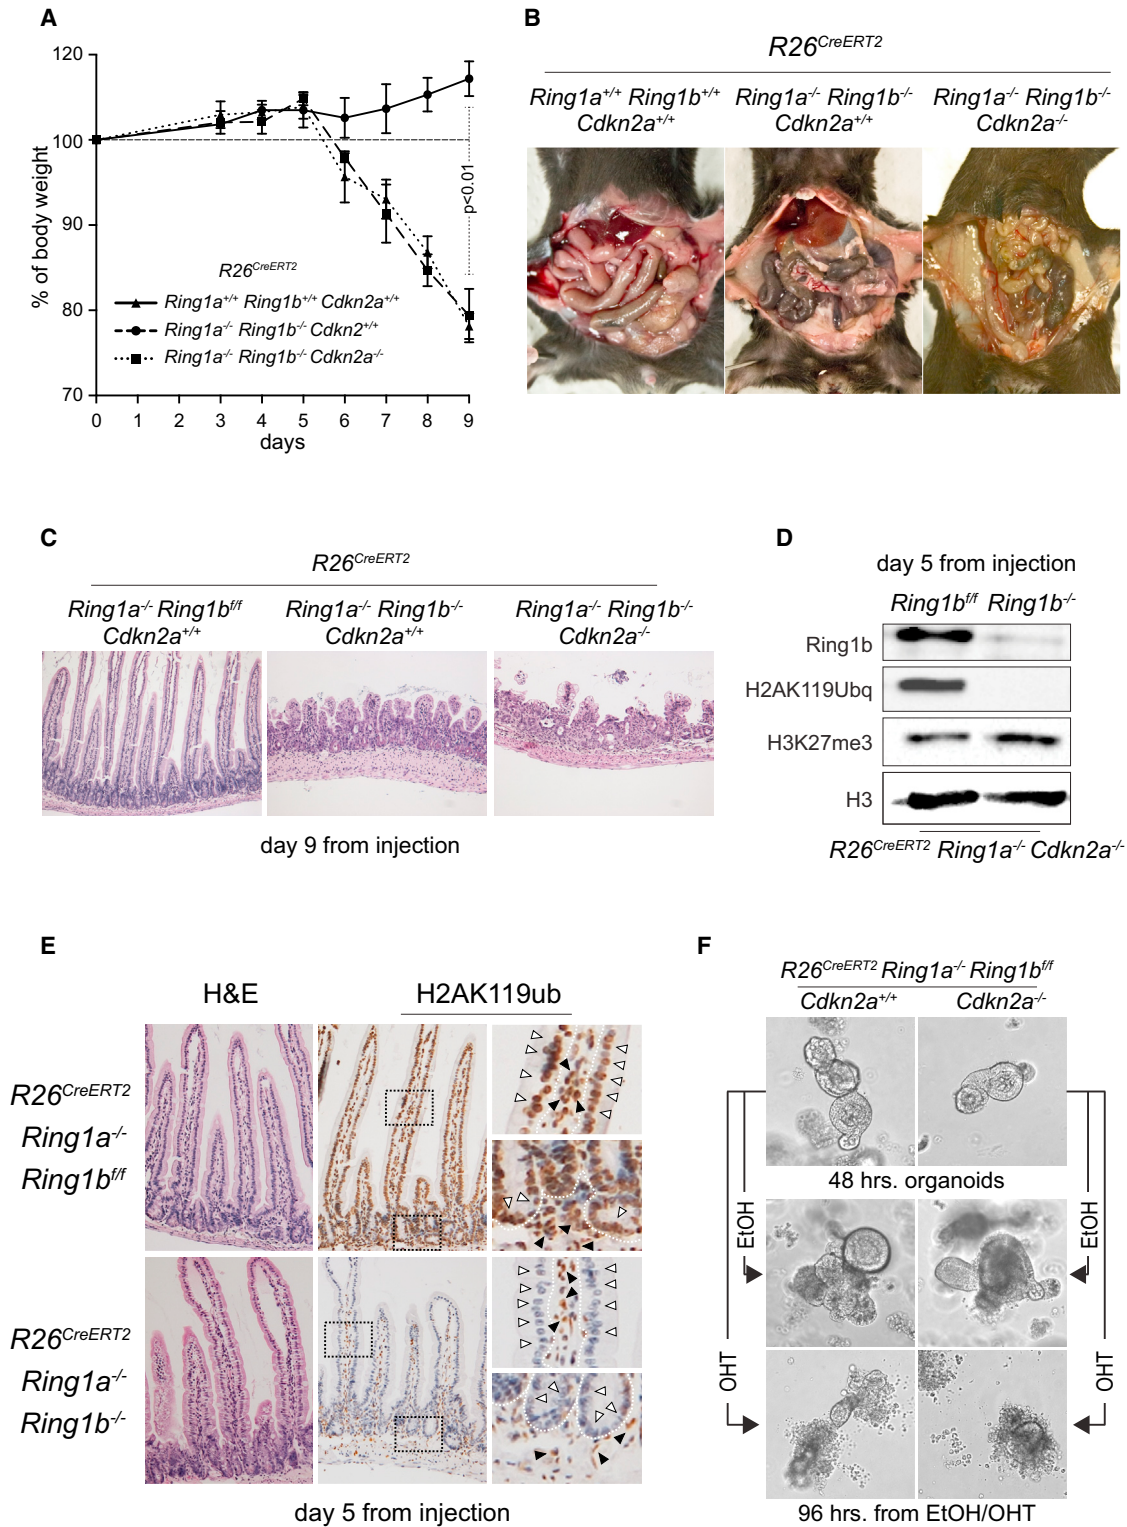 A
120
100
90
80
70
0 1 2 3 4 5 6 7 8 9
days
% of body weight
p<0.01
R26CreERT2
Ring1a+/+ Ring1b+/+ Cdkn2a+/+
Ring1a-/- Ring1b-/- Cdkn2+/+
Ring1a-/- Ring1b-/- Cdkn2a-/-
B
R26CreERT2
Ring1a+/+ Ring1b+/+
Cdkn2a+/+
Ring1a-/- Ring1b-/-
Cdkn2a+/+
Ring1a-/- Ring1b-/-
Cdkn2a-/-
C
R26CreERT2
Ring1a-/- Ring1bf/f
Cdkn2a+/+
Ring1a-/- Ring1b-/-
Cdkn2a+/+
Ring1a-/- Ring1b-/-
Cdkn2a-/-
day 9 from injection
D
day 5 from injection
Ring1bf/f Ring1b-/-
Ring1b
H2AK119Ubq
H3K27me3
H3
R26CreERT2 Ring1a-/- Cdkn2a-/-
E
H&E
H2AK119ub
R26CreERT2
Ring1a-/-
Ring1bf/f
R26CreERT2
Ring1a-/-
Ring1b-/-
day 5 from injection
F
R26CreERT2 Ring1a-/- Ring1bf/f
Cdkn2a+/+ Cdkn2a-/-
48 hrs. organoids
EtOH
EtOH
OHT
OHT
96 hrs. from EtOH/OHT